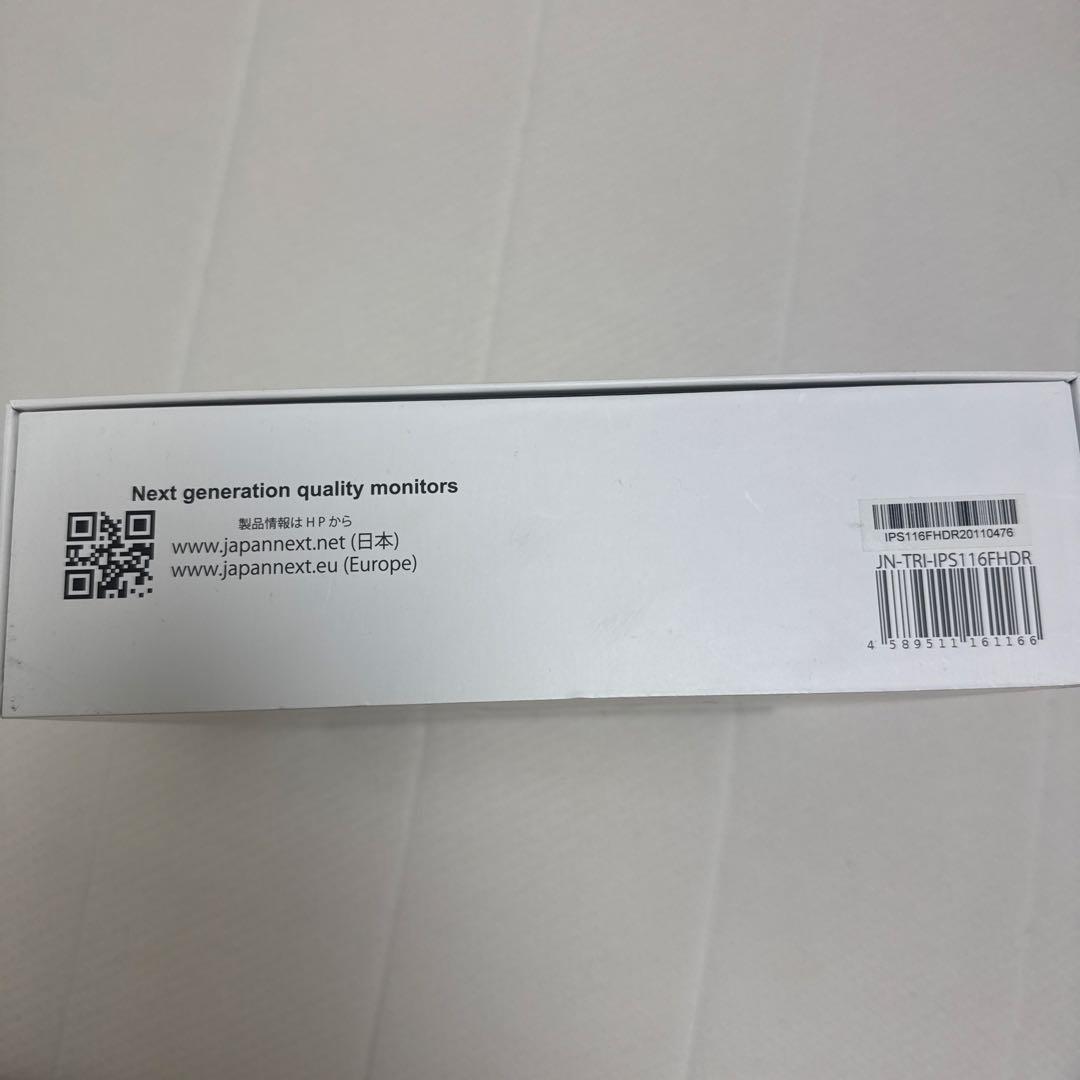 Next generation quality monitors
製品情報はHPから
www.japannext.net (日本)
www.japannext.eu (Europe)
IPS116FHDR20110476
JN-TRI-IPS116FHDR
4 589511 161166